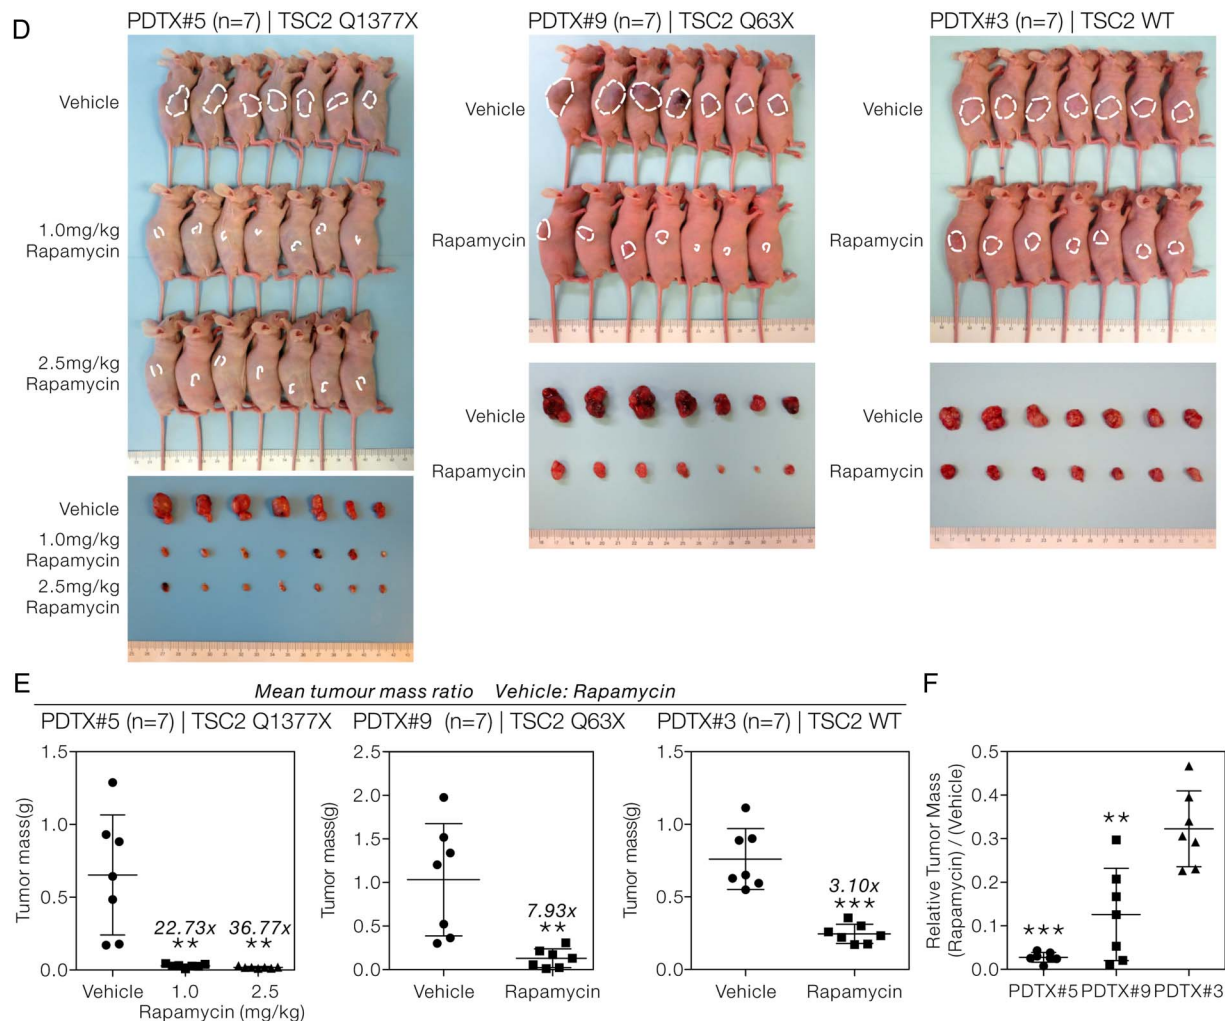 D
PDTX#5 (n=7) | TSC2 Q1377X
Vehicle
1.0mg/kg
Rapamycin
2.5mg/kg
Rapamycin
Vehicle
1.0mg/kg
Rapamycin
2.5mg/kg
Rapamycin
PDTX#9 (n=7) | TSC2 Q63X
Vehicle
Rapamycin
Vehicle
Rapamycin
PDTX#3 (n=7) | TSC2 WT
Vehicle
Rapamycin
Vehicle
Rapamycin
E
Mean tumour mass ratio Vehicle: Rapamycin
PDTX#5 (n=7) | TSC2 Q1377X
Tumor mass(g)
1.5
1.0
0.5
0.0
22.73x
**
36.77x
**
Vehicle 1.0 2.5
Rapamycin (mg/kg)
PDTX#9 (n=7) | TSC2 Q63X
Tumor mass(g)
2.5
2.0
1.5
1.0
0.5
0.0
7.93x
**
Vehicle Rapamycin
PDTX#3 (n=7) | TSC2 WT
Tumor mass(g)
1.5
1.0
0.5
0.0
3.10x
***
Vehicle Rapamycin
F
Relative Tumor Mass
(Rapamycin) / (Vehicle)
0.5
0.4
0.3
0.2
0.1
0.0
***
**
PDTX#5 PDTX#9 PDTX#3